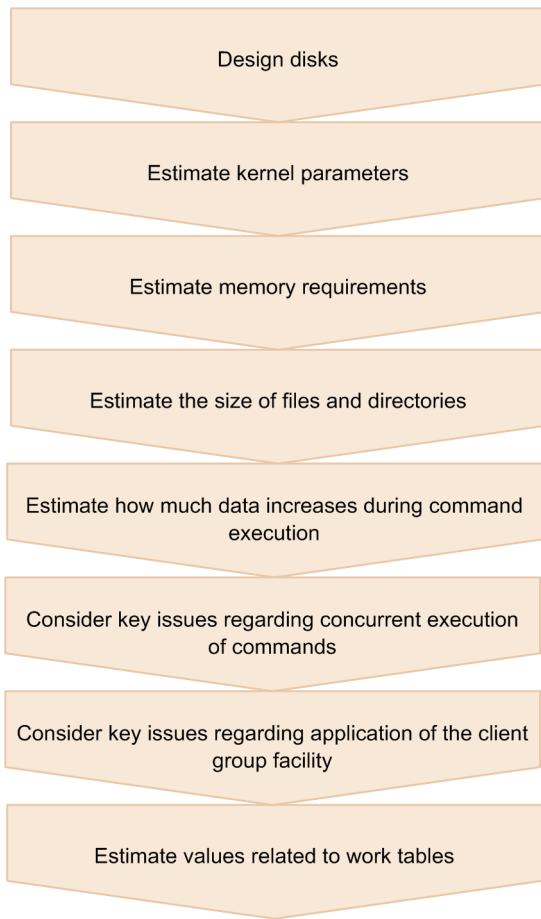 Design disks
Estimate kernel parameters
Estimate memory requirements
Estimate the size of files and directories
Estimate how much data increases during command
execution
Consider key issues regarding concurrent execution
of commands
Consider key issues regarding application of the client
group facility
Estimate values related to work tables